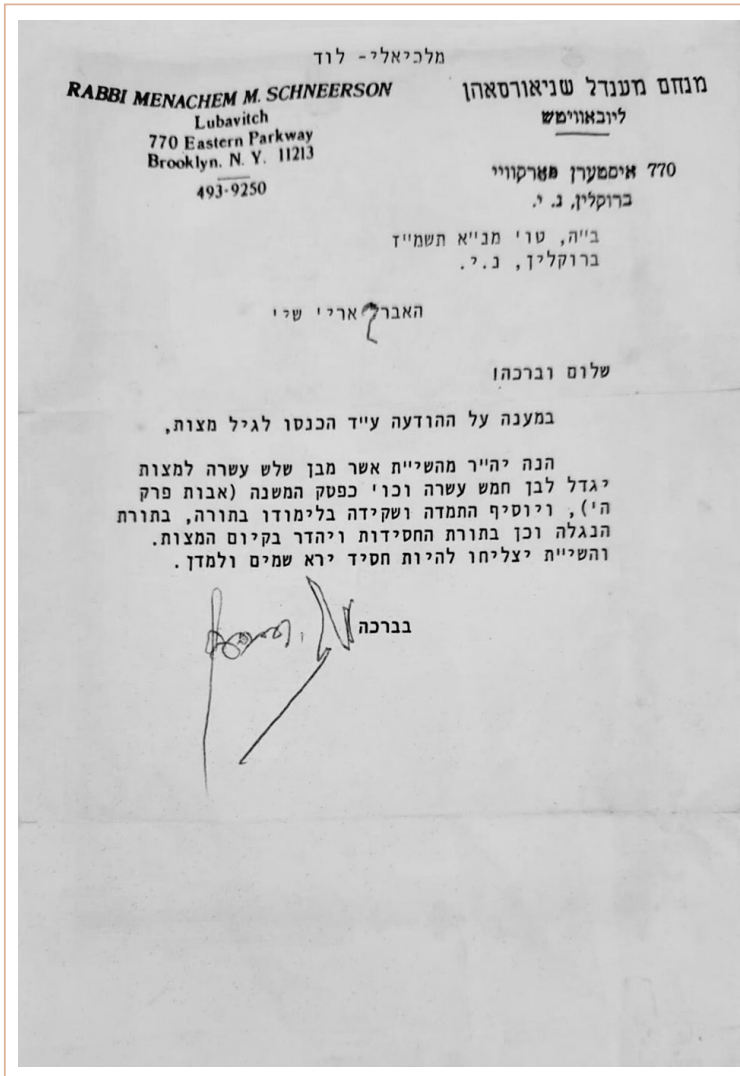 מלכיאלי- לוד
RABBI MENACHEM M. SCHNEERSON
Lubavitch
770 Eastern Parkway
Brooklyn, N. Y. 11213
493-9250
מנחם מענדל שניאורסאהן
ליובאוויטש
770 איסטערן פארקוויי
ברוקלין, נ. י.
ב''ה, טו' מנ''א תשמ''ז
ברוקלין, נ.י.
האברך ארי' שי'
שלום וברכה!
במענה על ההודעה ע''ד הכנסו לגיל מצות,
הנה יה''ר מהשי''ת אשר מבן שלש עשרה למצות
יגדל לבן חמש עשרה וכו' כפסק המשנה (אבות פרק
ה'), ויוסיף התמדה ושקידה בלימודו בתורה, בתורת
הנגלה וכן בתורת החסידות ויהדר בקיום המצות.
והשי''ת יצליחו להיות חסיד ירא שמים ולמדן.
בברכה